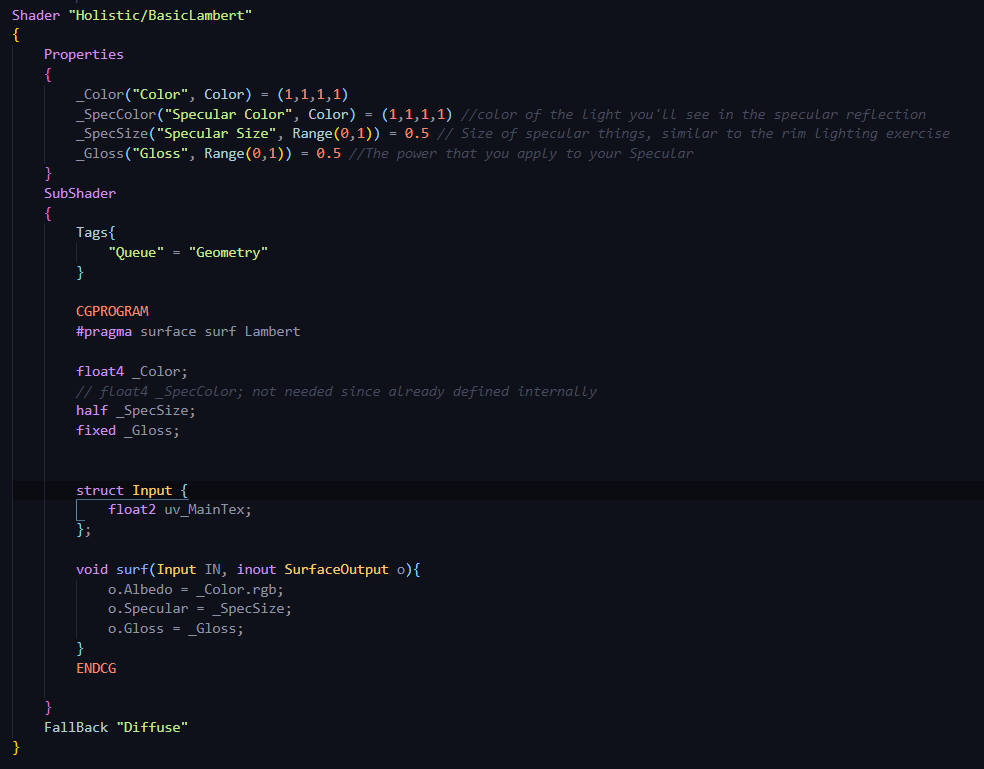 Shader "Holistic/BasicLambert"
{
    Properties
    {
        _Color("Color", Color) = (1,1,1,1)
        _SpecColor("Specular Color", Color) = (1,1,1,1) //color of the light you'll see in the specular reflection
        _SpecSize("Specular Size", Range(0,1)) = 0.5 // Size of specular things, similar to the rim lighting exercise
        _Gloss("Gloss", Range(0,1)) = 0.5 //The power that you apply to your Specular
    }
    SubShader
    {
        Tags{
            "Queue" = "Geometry"
        }

        CGPROGRAM
        #pragma surface surf Lambert

        float4 _Color;
        // float4 _SpecColor; not needed since already defined internally
        half _SpecSize;
        fixed _Gloss;


        struct Input {
            float2 uv_MainTex;
        };

        void surf(Input IN, inout SurfaceOutput o){
            o.Albedo = _Color.rgb;
            o.Specular = _SpecSize;
            o.Gloss = _Gloss;
        }
        ENDCG

    }
    FallBack "Diffuse"
}